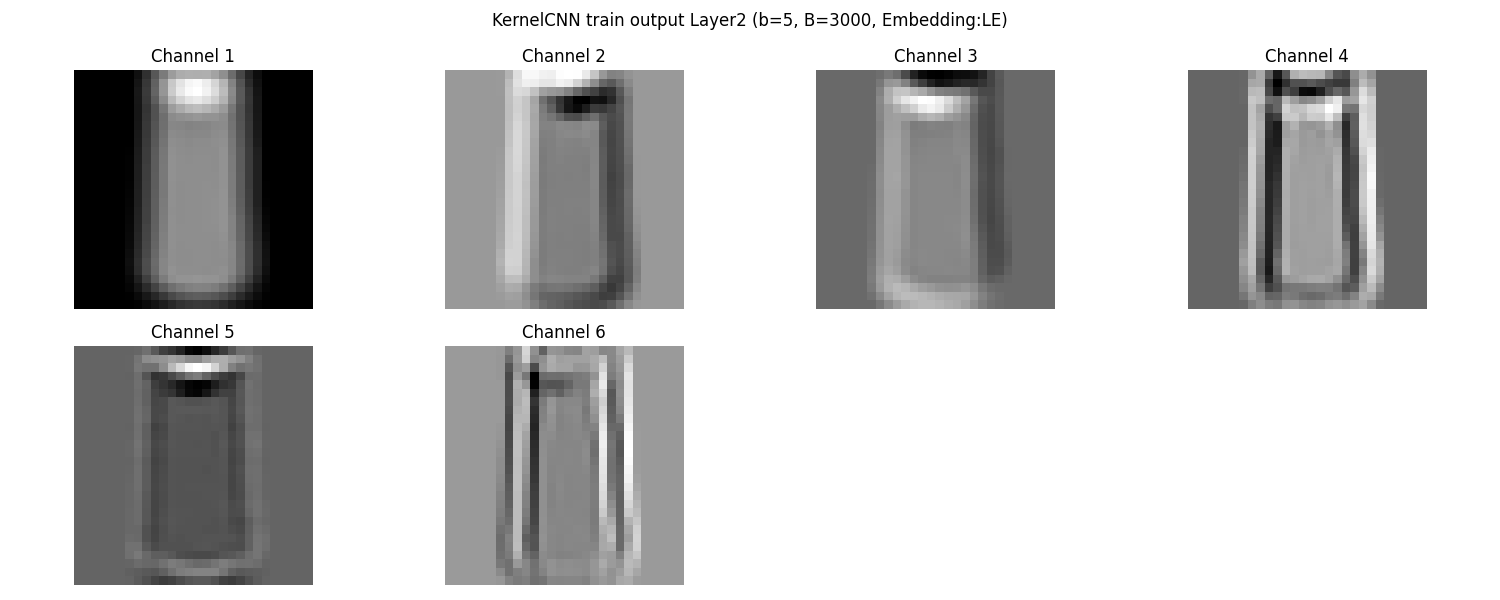 KernelCNN train output Layer2 (b=5, B=3000, Embedding:LE)
Channel 1
Channel 2
Channel 3
Channel 4
Channel 5
Channel 6